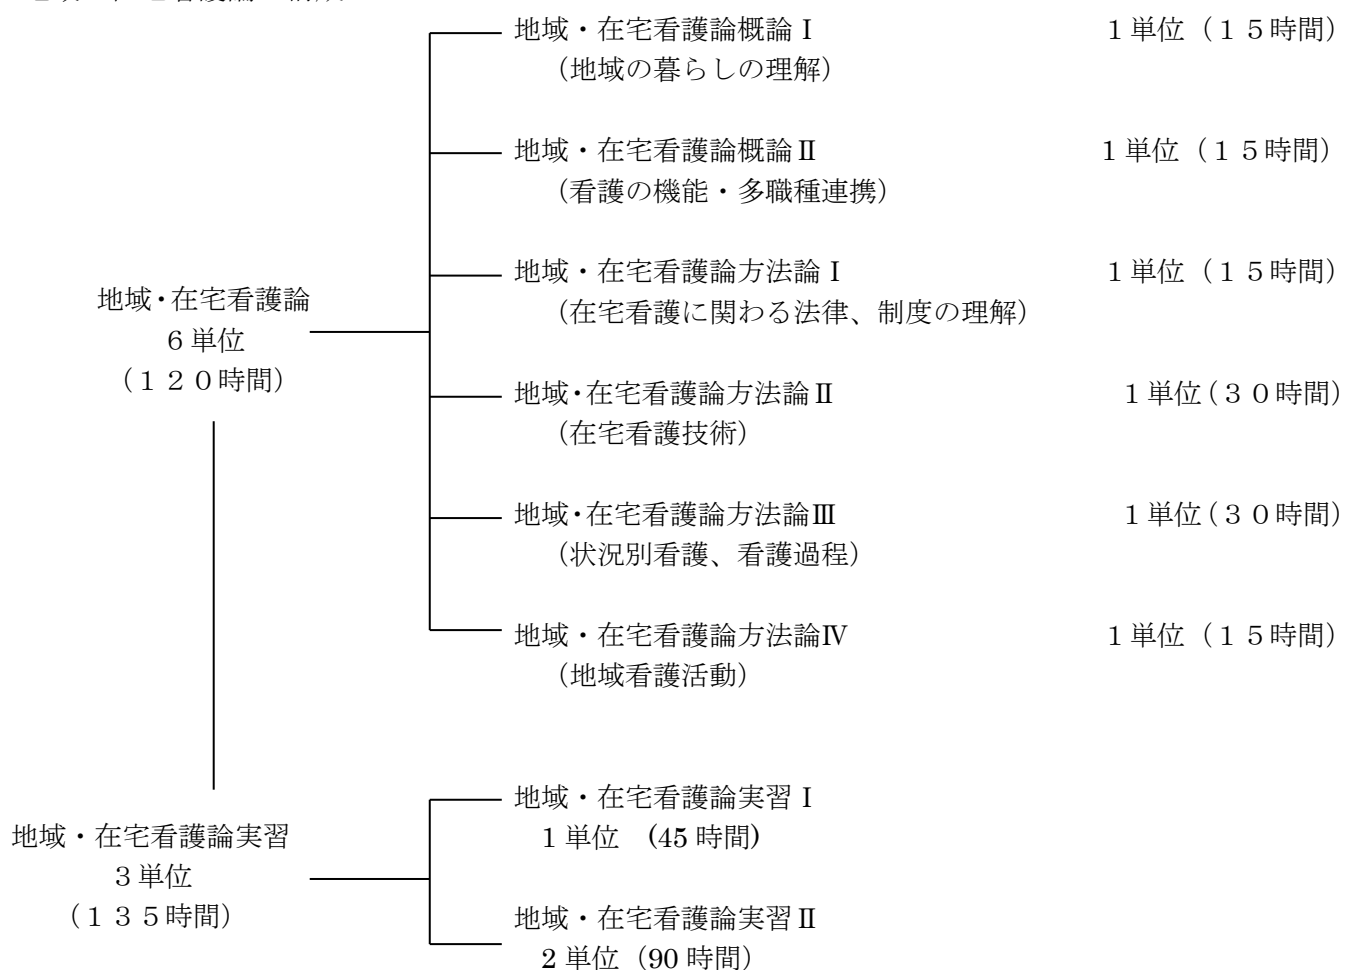 地域・在宅看護論概論Ⅰ 1単位（１５時間）
（地域の暮らしの理解）
地域・在宅看護論概論Ⅱ 1単位（１５時間）
（看護の機能・多職種連携）
地域・在宅看護論方法論Ⅰ 1単位（１５時間）
（在宅看護に関わる法律、制度の理解）
地域･在宅看護論
6単位
（１２０時間）
地域･在宅看護論方法論Ⅱ 1単位(３０時間）
（在宅看護技術）
地域･在宅看護論方法論Ⅲ 1単位(３０時間）
（状況別看護、看護過程）
地域・在宅看護論方法論Ⅳ 1単位（１５時間）
（地域看護活動）
地域・在宅看護論実習
3単位
（１３５時間）
地域・在宅看護論実習Ⅰ
1単位 (45時間)
地域・在宅看護論実習Ⅱ
2単位（90時間）